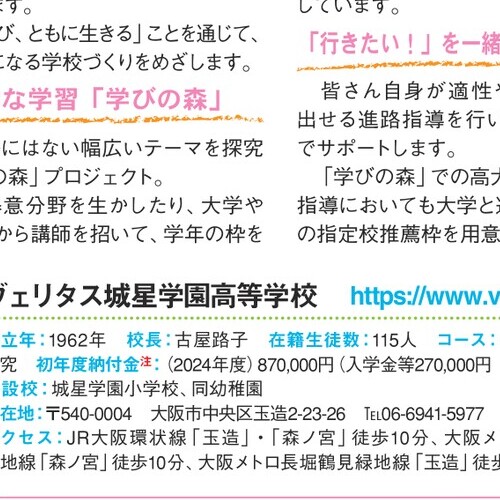 ます。
び、ともに生きる」ことを通じて、
になる学校づくりをめざします。
な学習「学びの森」
にはない幅広いテーマを探究
の森」プロジェクト。
意分野を生かしたり、大学や
から講師を招いて、学年の枠を
しています。
「行きたい！」を一緒
皆さん自身が適性や
出せる進路指導を行い
でサポートします。
「学びの森」での高大
指導においても大学と
の指定校推薦枠を用意
ヴェリタス城星学園高等学校 https://www.v
立年：1962年 校長：古屋路子 在籍生徒数：115人 コース：
究 初年度納付金注：（2024年度）870,000円（入学金等270,000円
設校：城星学園小学校、同幼稚園
在地：〒540-0004 大阪市中央区玉造2-23-26 ℡06-6941-5977
クセス：JR大阪環状線「玉造」・「森ノ宮」徒歩10分、大阪メ
地線「森ノ宮」徒歩10分、大阪メトロ長堀鶴見緑地線「玉造」徒歩